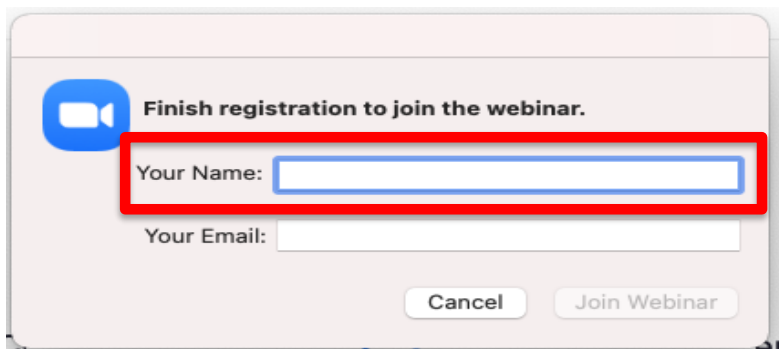 Finish registration to join the webinar.
Your Name:
Your Email:
Cancel
Join Webinar